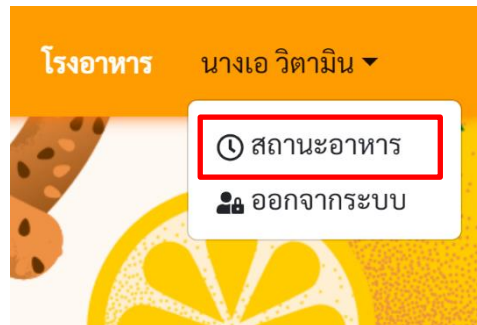 โรงอาหาร นางเอ วิตามิน
สถานะอาหาร
ออกจากระบบ